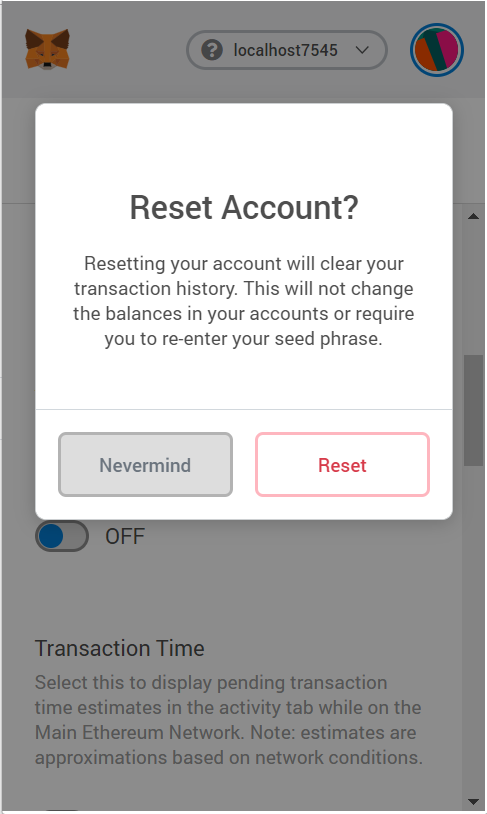 localhost7545
Reset Account?
Resetting your account will clear your
transaction history. This will not change
the balances in your accounts or require
you to re-enter your seed phrase.
Nevermind
Reset
OFF
Transaction Time
Select this to display pending transaction
time estimates in the activity tab while on the
Main Ethereum Network. Note: estimates are
approximations based on network conditions.